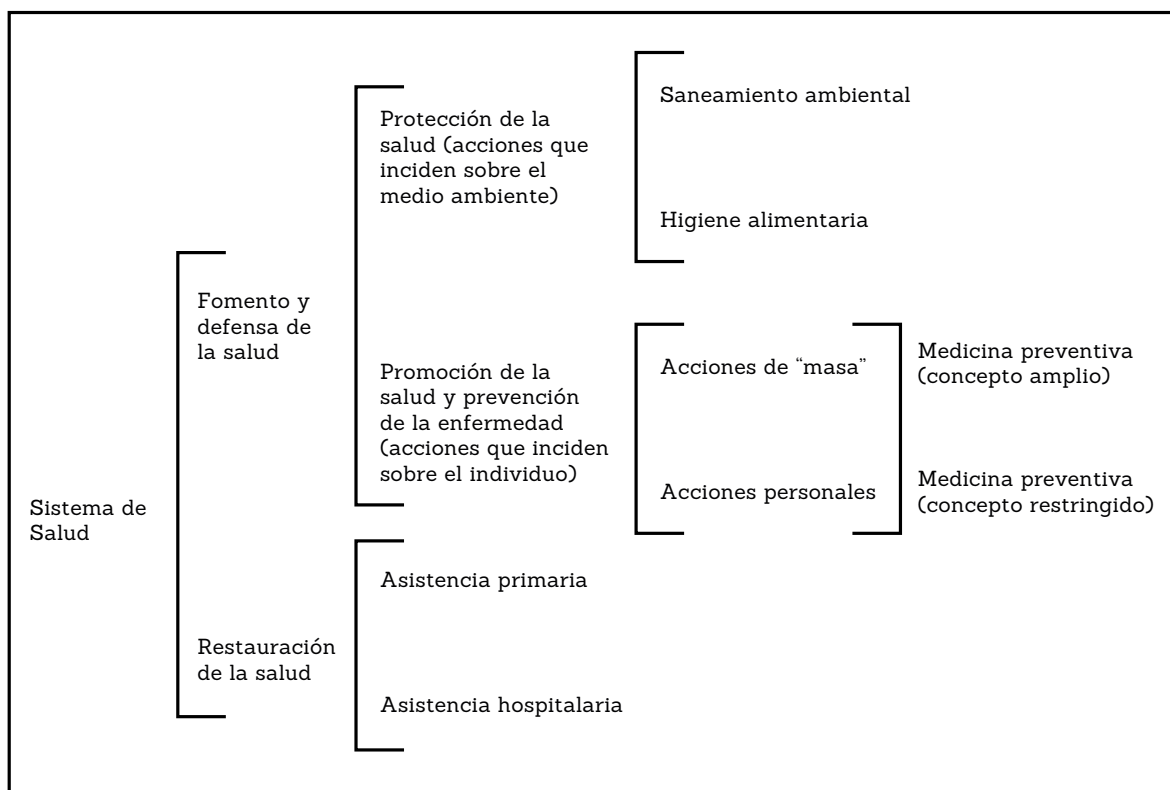 Sistema de
Salud
Fomento y
defensa de
la salud
Protección de la
salud (acciones que
inciden sobre el
medio ambiente)
Saneamiento ambiental
Higiene alimentaria
Promoción de la
salud y prevención
de la enfermedad
(acciones que inciden
sobre el individuo)
Acciones de “masa”
Acciones personales
Medicina preventiva
(concepto amplio)
Medicina preventiva
(concepto restringido)
Restauración
de la salud
Asistencia primaria
Asistencia hospitalaria